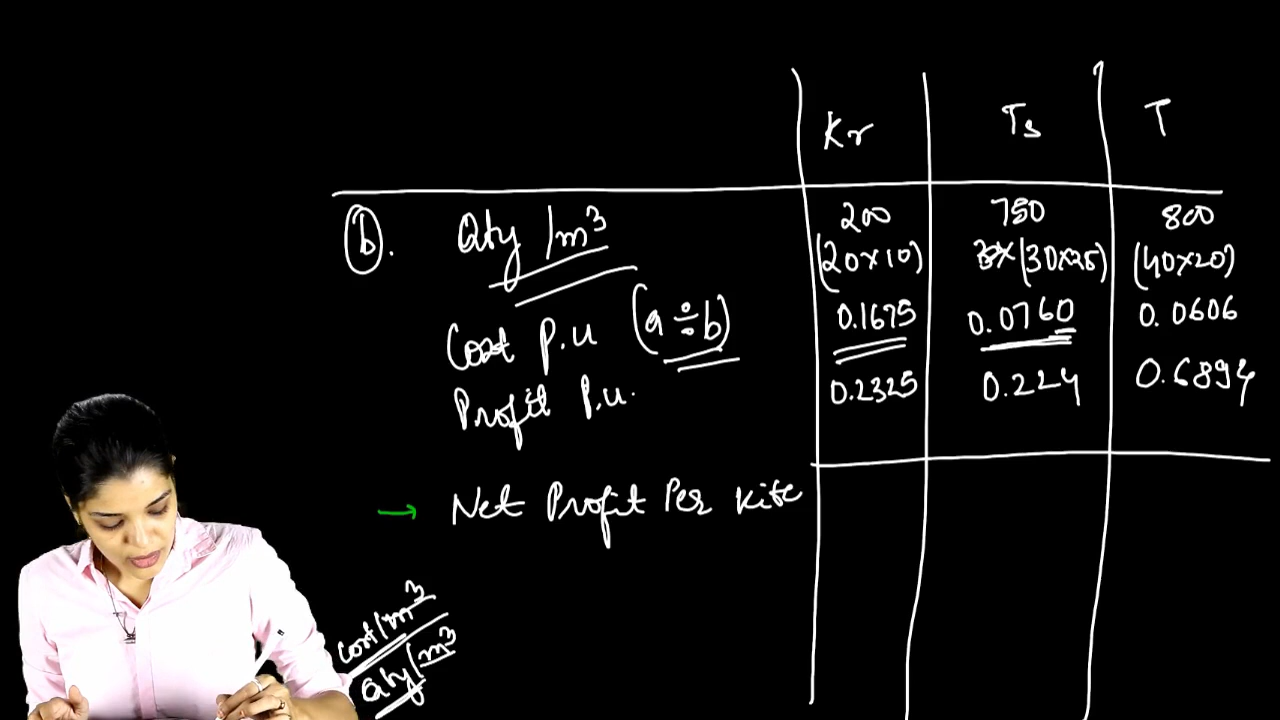 Kr Ts T
(b). Qty /m³ 200 750 800
(20×10) (30×25) (40×20)
Cost P.U (a÷b) 0.1675 0.0760 0.0606
Profit P.U. 0.2325 0.224 0.6894
→ Net Profit Per Kite
Cost/m³
Qty/m³